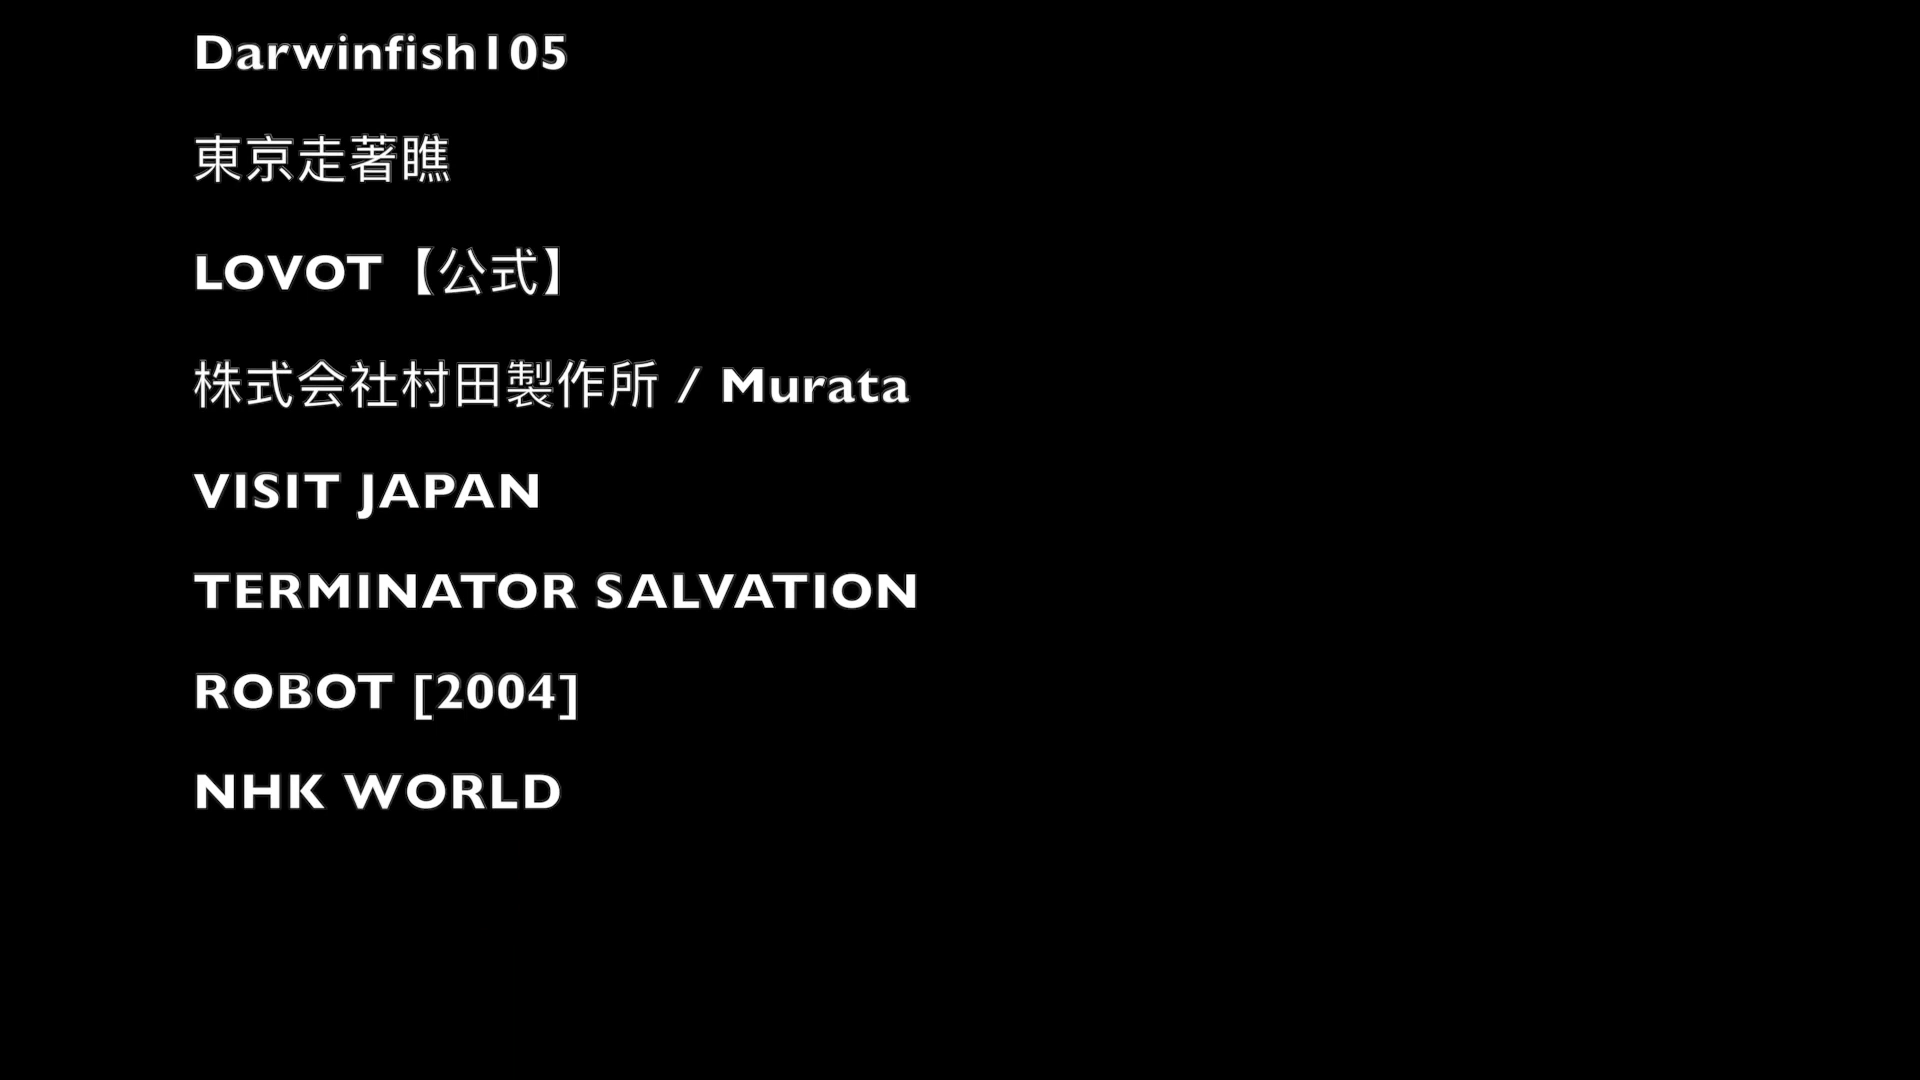 Darwinfish105
東京走著瞧
LOVOT【公式】
株式会社村田製作所 / Murata
VISIT JAPAN
TERMINATOR SALVATION
ROBOT [2004]
NHK WORLD